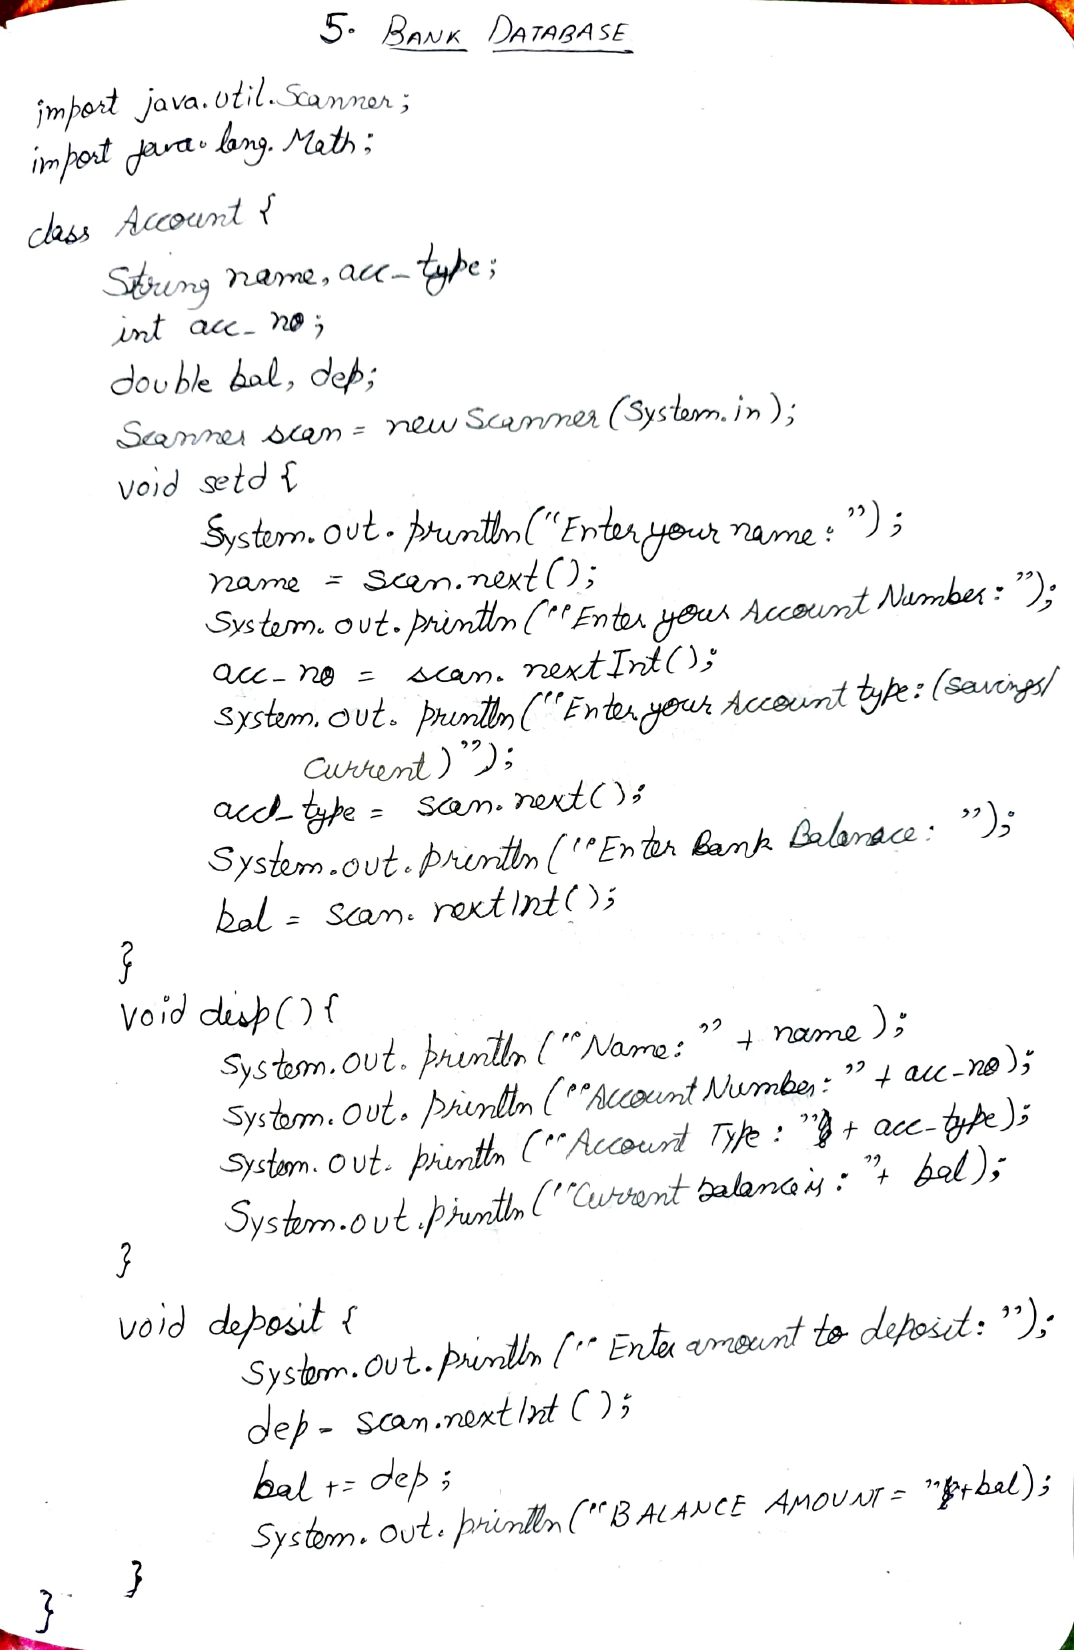 5. BANK DATABASE
import java.util.Scanner;
import java.lang.Math;
class Account {
String name, acc_type;
int acc_no;
double bal, dep;
Scanner scan = new Scanner (System.in);
void setd {
System.out.println("Enter your name: ");
name = scan.next();
System.out.println("Enter your Account Number: ");
acc_no = scan.nextInt();
System.out.println("Enter your Account type: (savings/
current)");
acc_type = scan.next();
System.out.println("Enter Bank Balanace: ");
bal = scan.nextInt();
}
void disp() {
System.out.println("Name: " + name);
System.out.println("Account Number: " + acc_no);
System.out.println("Account Type: " + acc_type);
System.out.println("Current balance is: " + bal);
}
void deposit {
System.out.println("Enter amount to deposit: ");
dep = scan.nextInt();
bal += dep;
System.out.println("BALANCE AMOUNT = " + bal);
}
}